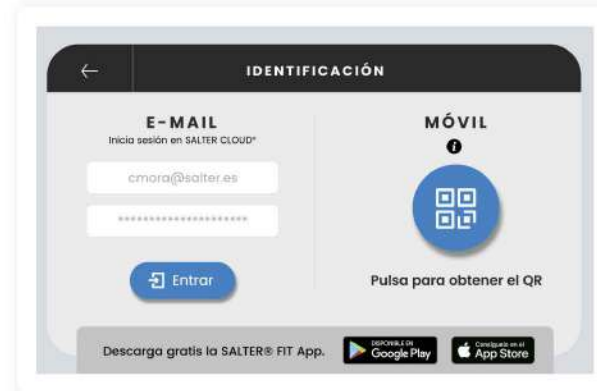 IDENTIFICACIÓN
E-MAIL
Inicia sesión en SALTER CLOUD*
cmora@salter.es
*********************
Entrar
MÓVIL
i
Pulsa para obtener el QR
Descarga gratis la SALTER® FIT App.
DISPONIBLE EN
Google Play
Consíguelo en el
App Store